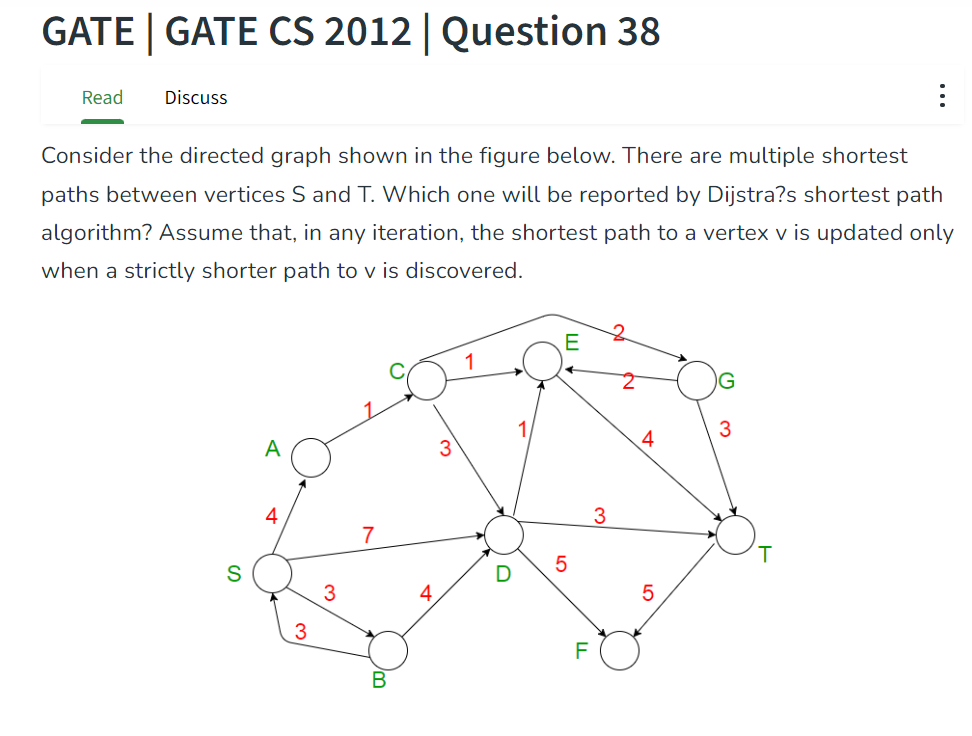 GATE | GATE CS 2012 | Question 38
Read Discuss
Consider the directed graph shown in the figure below. There are multiple shortest
paths between vertices S and T. Which one will be reported by Dijstra?s shortest path
algorithm? Assume that, in any iteration, the shortest path to a vertex v is updated only
when a strictly shorter path to v is discovered.
2
E
C 1
2 G
1
3 1 4 3
A
4
7 3
S D 5 T
3 4 5
3
F
B